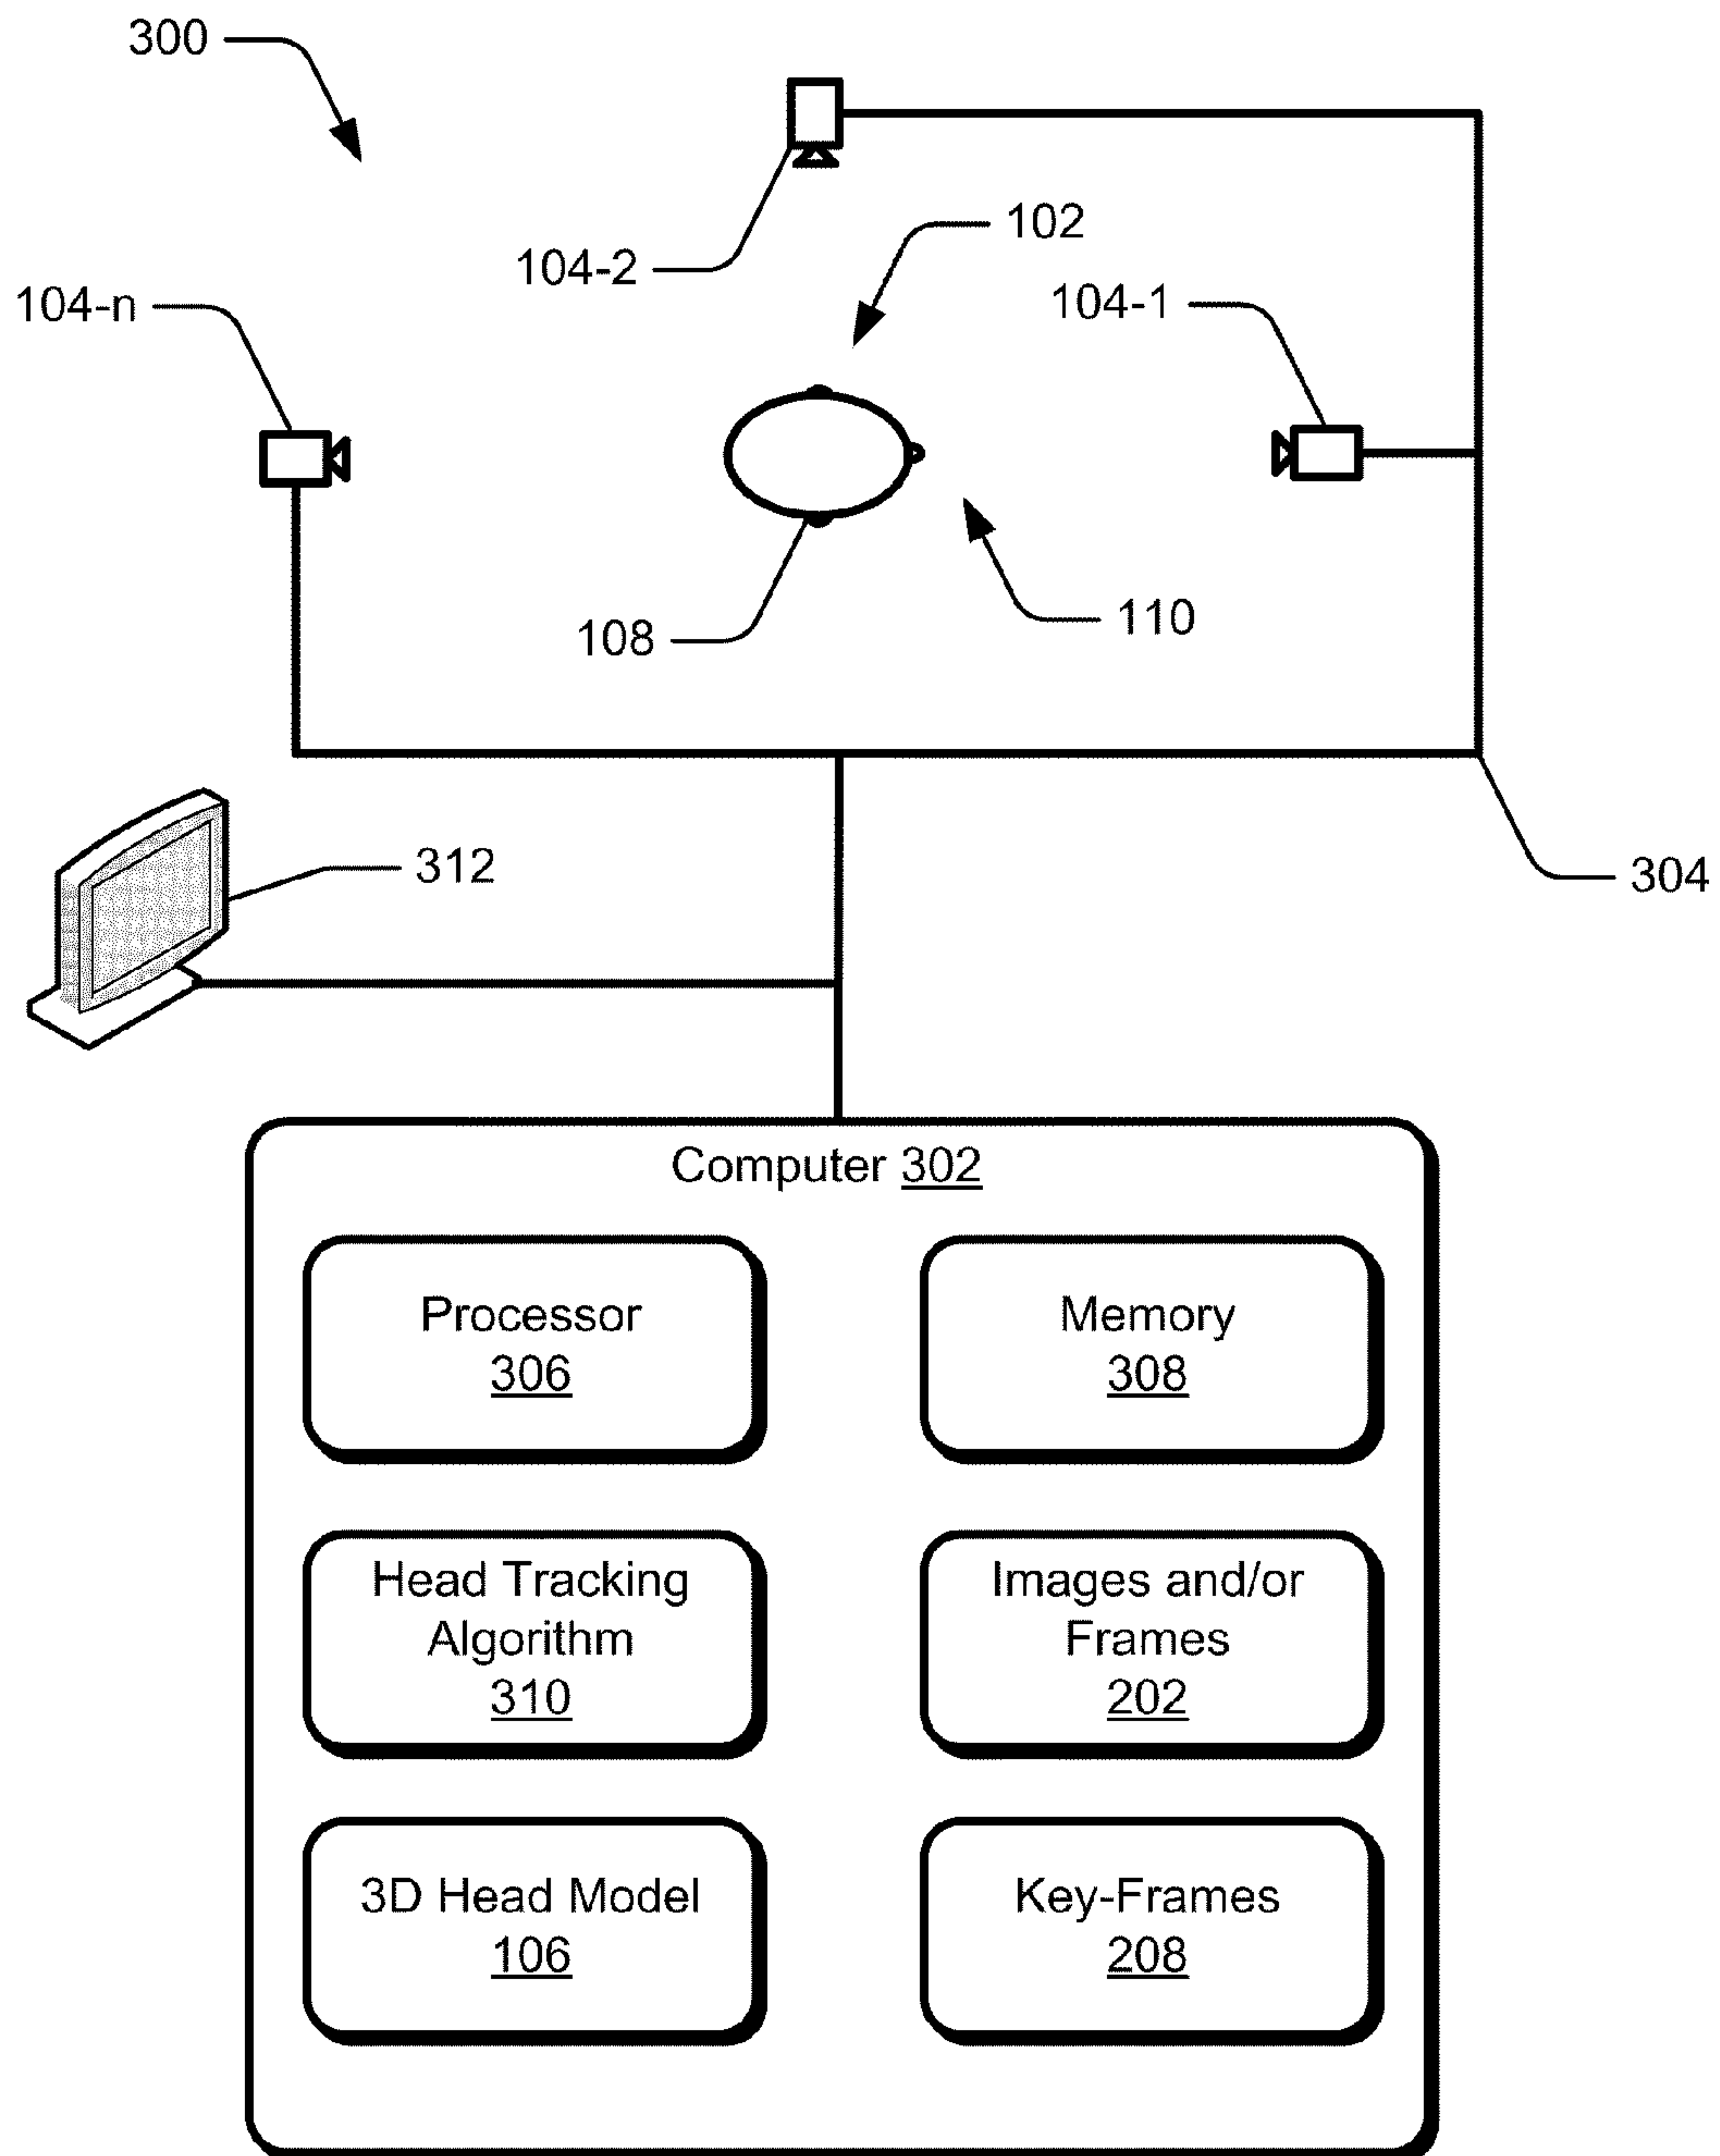 300
102
104-2
104-1
104-n
110
108
312
304
Computer 302
Processor
306
Memory
308
Head Tracking
Algorithm
310
Images and/or
Frames
202
3D Head Model
106
Key-Frames
208